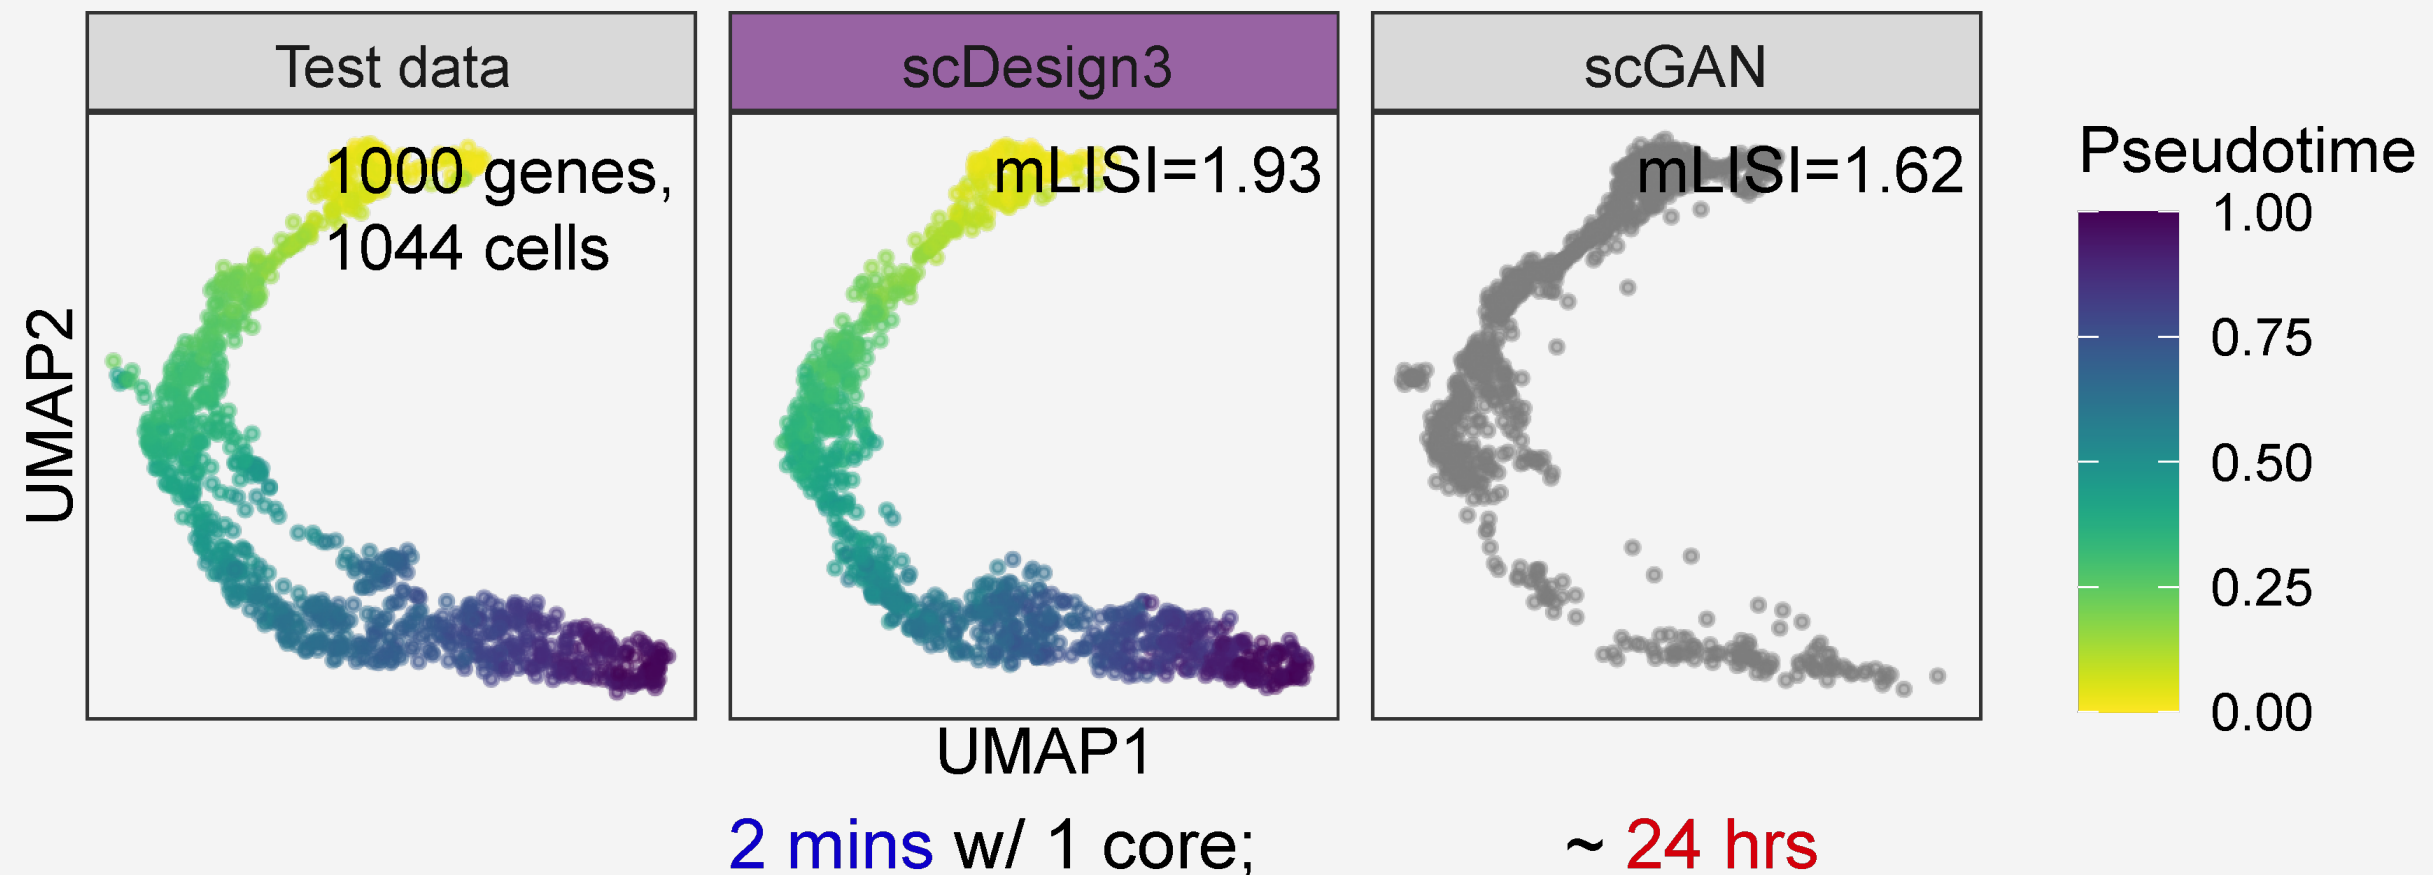 Test data
scDesign3
scGAN
1000 genes,
1044 cells
mLISI=1.93
mLISI=1.62
Pseudotime
1.00
0.75
0.50
0.25
0.00
UMAP2
UMAP1
2 mins w/ 1 core;
~ 24 hrs